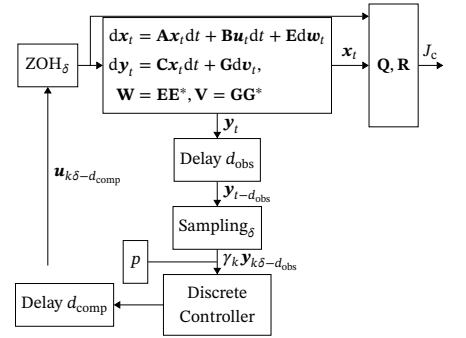 ZOH_δ
d𝒙_t = 𝐀𝒙_t dt + 𝐁𝒖_t dt + 𝐄d𝒘_t
d𝒚_t = 𝐂𝒙_t dt + 𝐆d𝒗_t,
𝐖 = 𝐄𝐄*, 𝐕 = 𝐆𝐆*
𝒙_t
𝐐, 𝐑
J_c
𝒚_t
Delay d_obs
𝒚_{t−d_obs}
𝒖_{kδ−d_comp}
Sampling_δ
p
γ_k 𝒚_{kδ−d_obs}
Delay d_comp
Discrete
Controller